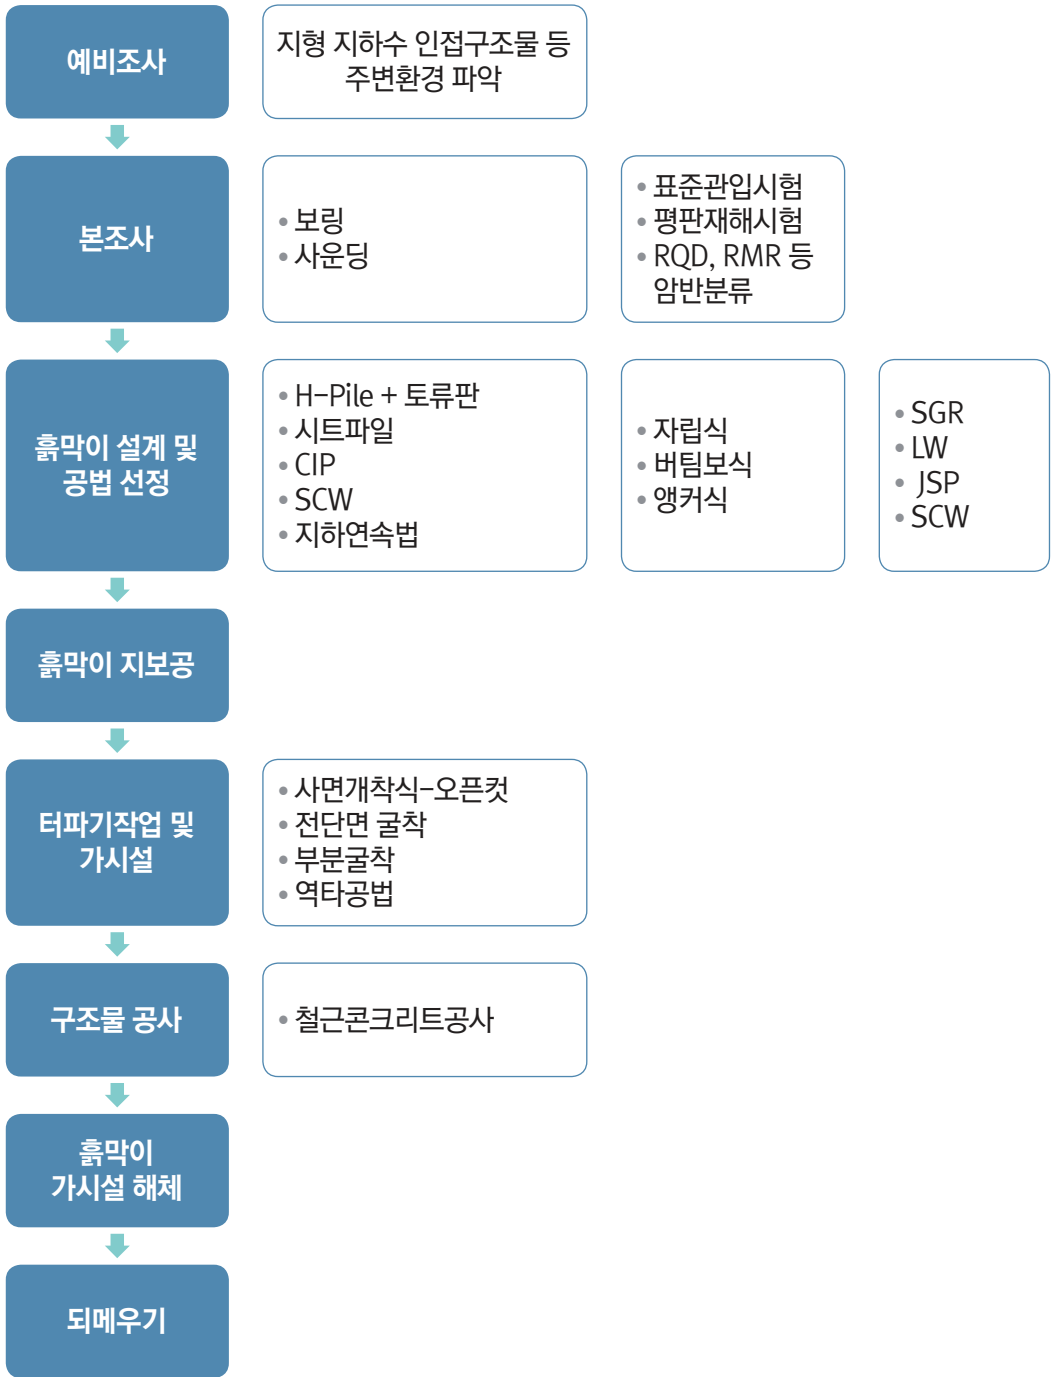 예비조사
지형 지하수 인접구조물 등
주변환경 파악
본조사
• 보링
• 사운딩
• 표준관입시험
• 평판재해시험
• RQD, RMR 등
암반분류
흙막이 설계 및
공법 선정
• H-Pile + 토류판
• 시트파일
• CIP
• SCW
• 지하연속법
• 자립식
• 버팀보식
• 앵커식
• SGR
• LW
• JSP
• SCW
흙막이 지보공
터파기작업 및
가시설
• 사면개착식-오픈컷
• 전단면 굴착
• 부분굴착
• 역타공법
구조물 공사
• 철근콘크리트공사
흙막이
가시설 해체
되메우기